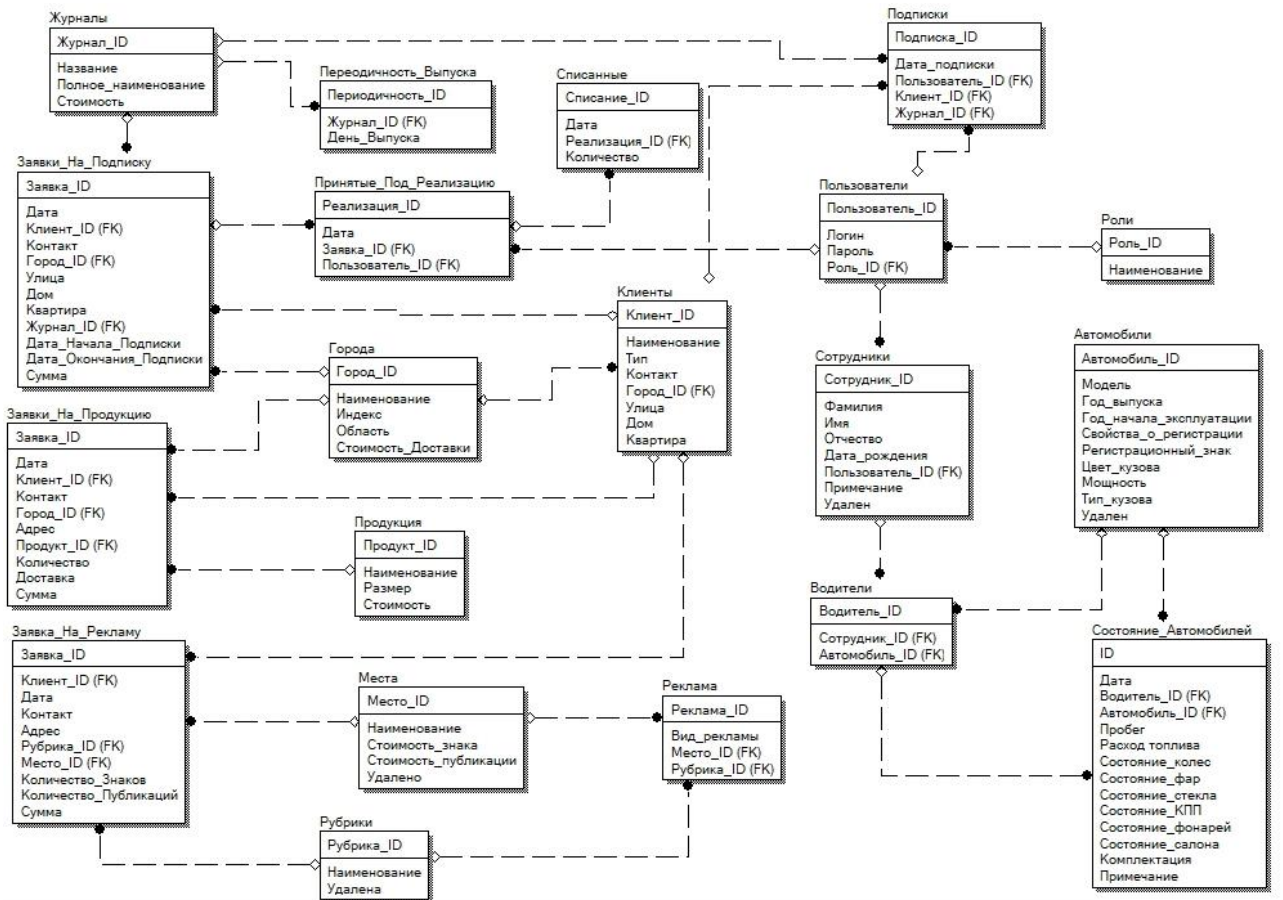 Журналы
Журнал_ID
Название
Полное_наименование
Стоимость
Переодичность_Выпуска
Периодичность_ID
Журнал_ID (FK)
День_Выпуска
Списанные
Списание_ID
Дата
Реализация_ID (FK)
Количество
Подписки
Подписка_ID
Дата_подписки
Пользователь_ID (FK)
Клиент_ID (FK)
Журнал_ID (FK)
Заявки_На_Подписку
Заявка_ID
Дата
Клиент_ID (FK)
Контакт
Город_ID (FK)
Улица
Дом
Квартира
Журнал_ID (FK)
Дата_Начала_Подписки
Дата_Окончания_Подписки
Сумма
Принятые_Под_Реализацию
Реализация_ID
Дата
Заявка_ID (FK)
Пользователь_ID (FK)
Пользователи
Пользователь_ID
Логин
Пароль
Роль_ID (FK)
Роли
Роль_ID
Наименование
Клиенты
Клиент_ID
Наименование
Тип
Контакт
Город_ID (FK)
Улица
Дом
Квартира
Города
Город_ID
Наименование
Индекс
Область
Стоимость_Доставки
Сотрудники
Сотрудник_ID
Фамилия
Имя
Отчество
Дата_рождения
Пользователь_ID (FK)
Примечание
Удален
Автомобили
Автомобиль_ID
Модель
Год_выпуска
Год_начала_эксплуатации
Свойства_о_регистрации
Регистрационный_знак
Цвет_кузова
Мощность
Тип_кузова
Удален
Заявки_На_Продукцию
Заявка_ID
Дата
Клиент_ID (FK)
Контакт
Город_ID (FK)
Адрес
Продукт_ID (FK)
Количество
Доставка
Сумма
Продукция
Продукт_ID
Наименование
Размер
Стоимость
Водители
Водитель_ID
Сотрудник_ID (FK)
Автомобиль_ID (FK)
Состояние_Автомобилей
ID
Дата
Водитель_ID (FK)
Автомобиль_ID (FK)
Пробег
Расход топлива
Состояние_колес
Состояние_фар
Состояние_стекла
Состояние_КПП
Состояние_фонарей
Состояние_салона
Комплектация
Примечание
Заявка_На_Рекламу
Заявка_ID
Клиент_ID (FK)
Дата
Контакт
Адрес
Рубрика_ID (FK)
Место_ID (FK)
Количество_Знаков
Количество_Публикаций
Сумма
Места
Место_ID
Наименование
Стоимость_знака
Стоимость_публикации
Удалено
Реклама
Реклама_ID
Вид_рекламы
Место_ID (FK)
Рубрика_ID (FK)
Рубрики
Рубрика_ID
Наименование
Удалена